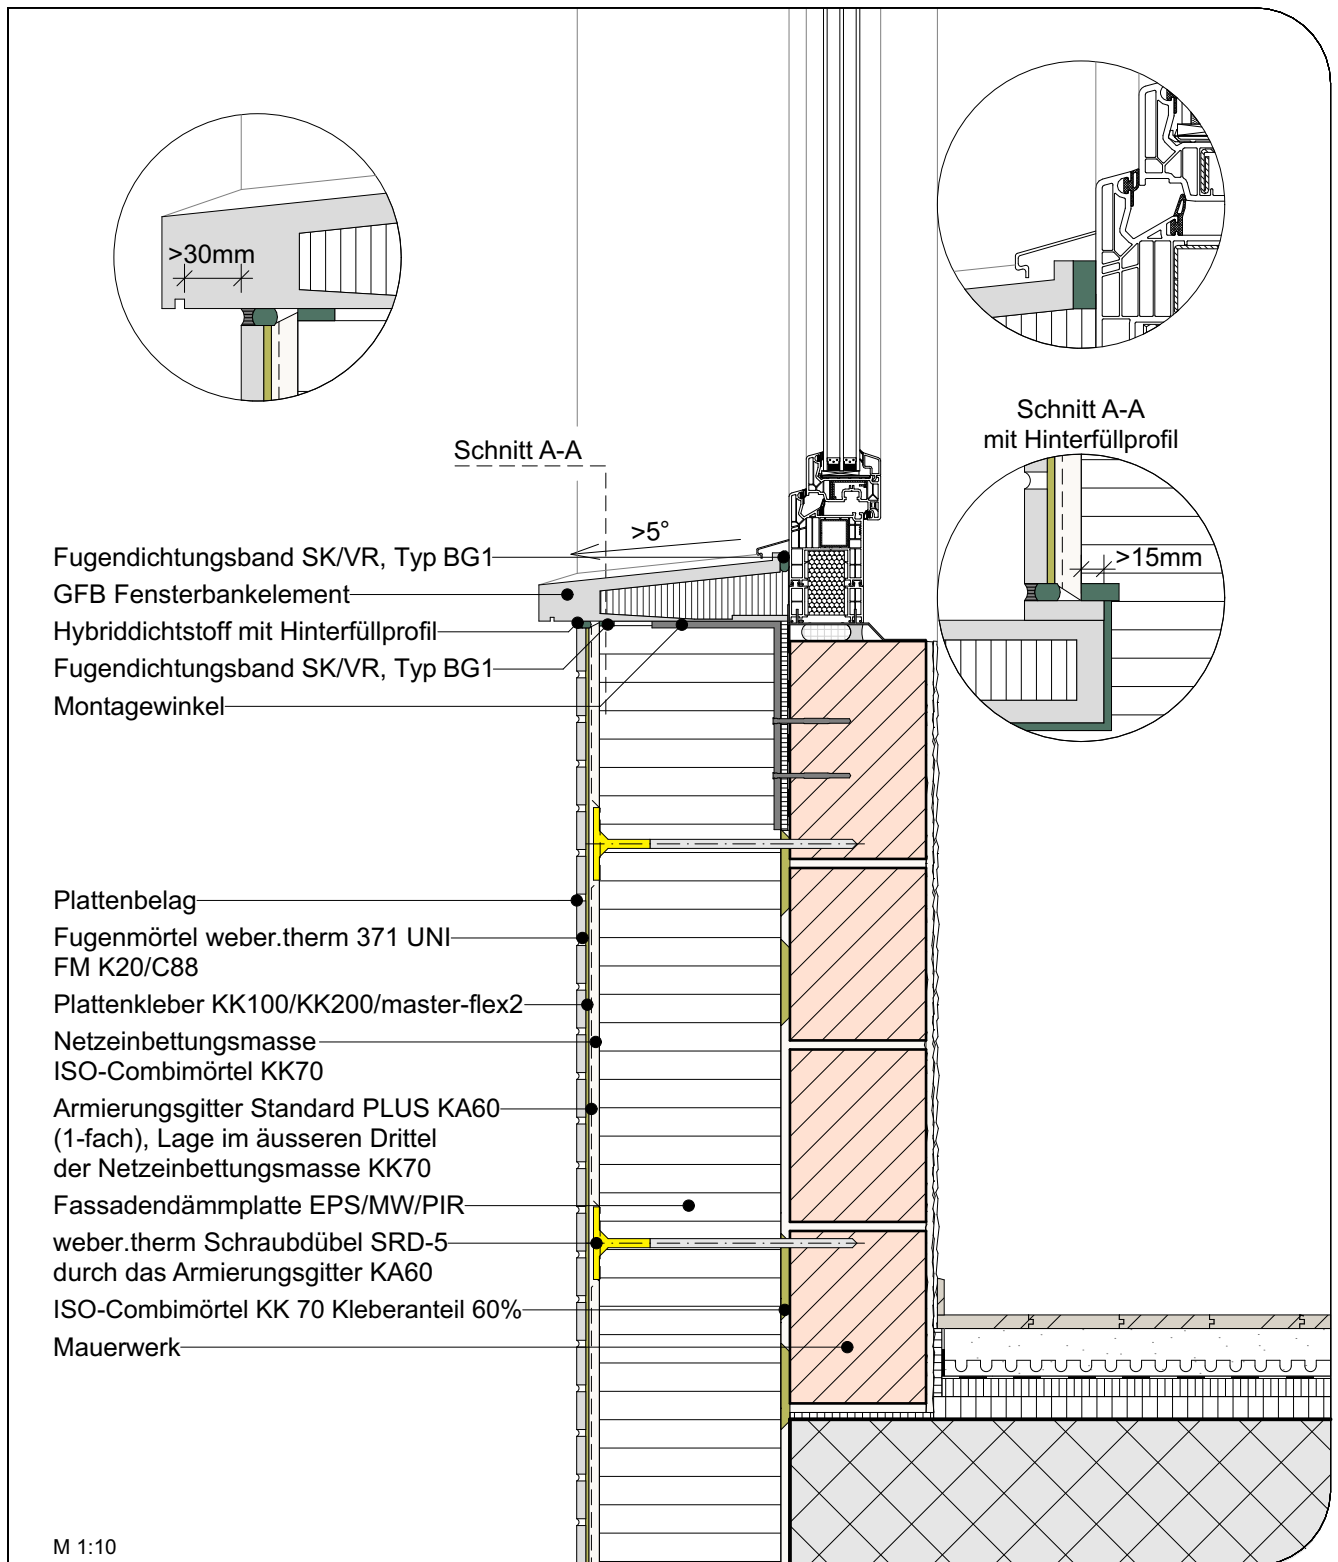 >30mm
Schnitt A-A
mit Hinterfüllprofil
Schnitt A-A
>5°
>15mm
Fugendichtungsband SK/VR, Typ BG1
GFB Fensterbankelement
Hybriddichtstoff mit Hinterfüllprofil
Fugendichtungsband SK/VR, Typ BG1
Montagewinkel
Plattenbelag
Fugenmörtel weber.therm 371 UNI
FM K20/C88
Plattenkleber KK100/KK200/master-flex2
Netzeinbettungsmasse
ISO-Combimörtel KK70
Armierungsgitter Standard PLUS KA60
(1-fach), Lage im äusseren Drittel
der Netzeinbettungsmasse KK70
Fassadendämmplatte EPS/MW/PIR
weber.therm Schraubdübel SRD-5
durch das Armierungsgitter KA60
ISO-Combimörtel KK 70 Kleberanteil 60%
Mauerwerk
M 1:10